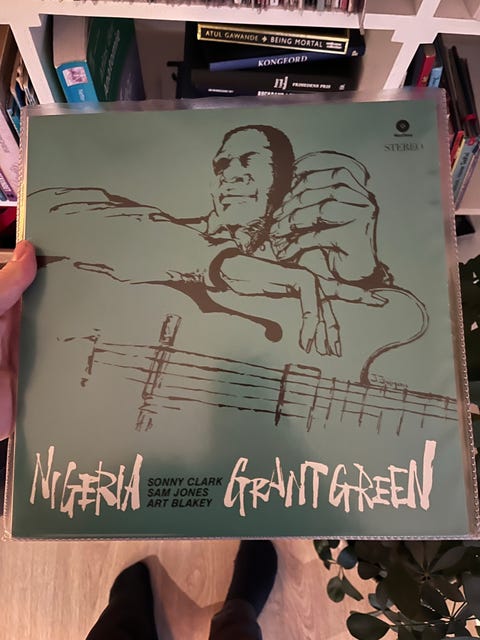 ATUL GAWANDE • BEING MORTAL
KONGEFORD
STEREO
NIGERIA
SONNY CLARK
SAM JONES
ART BLAKEY
GRANT GREEN